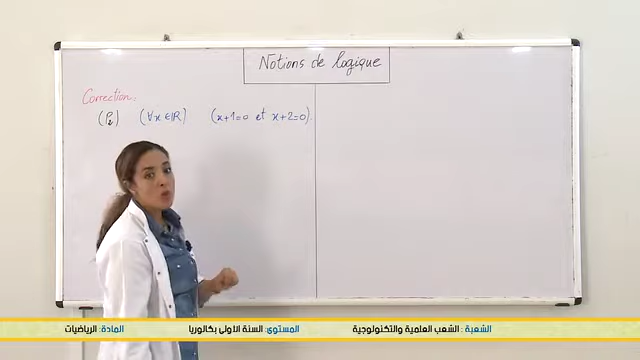 Notions de logique
Correction:
(P₂) (∀x ∈ ℝ) (x+1=0 et x+2=0).
الشعبة : الشعب العلمية والتكنولوجية المستوى: السنة الأولى بكالوريا المادة: الرياضيات